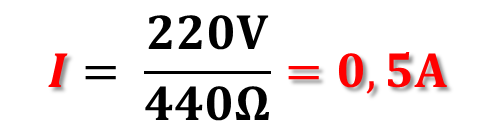 I = 220V / 440Ω = 0,5A